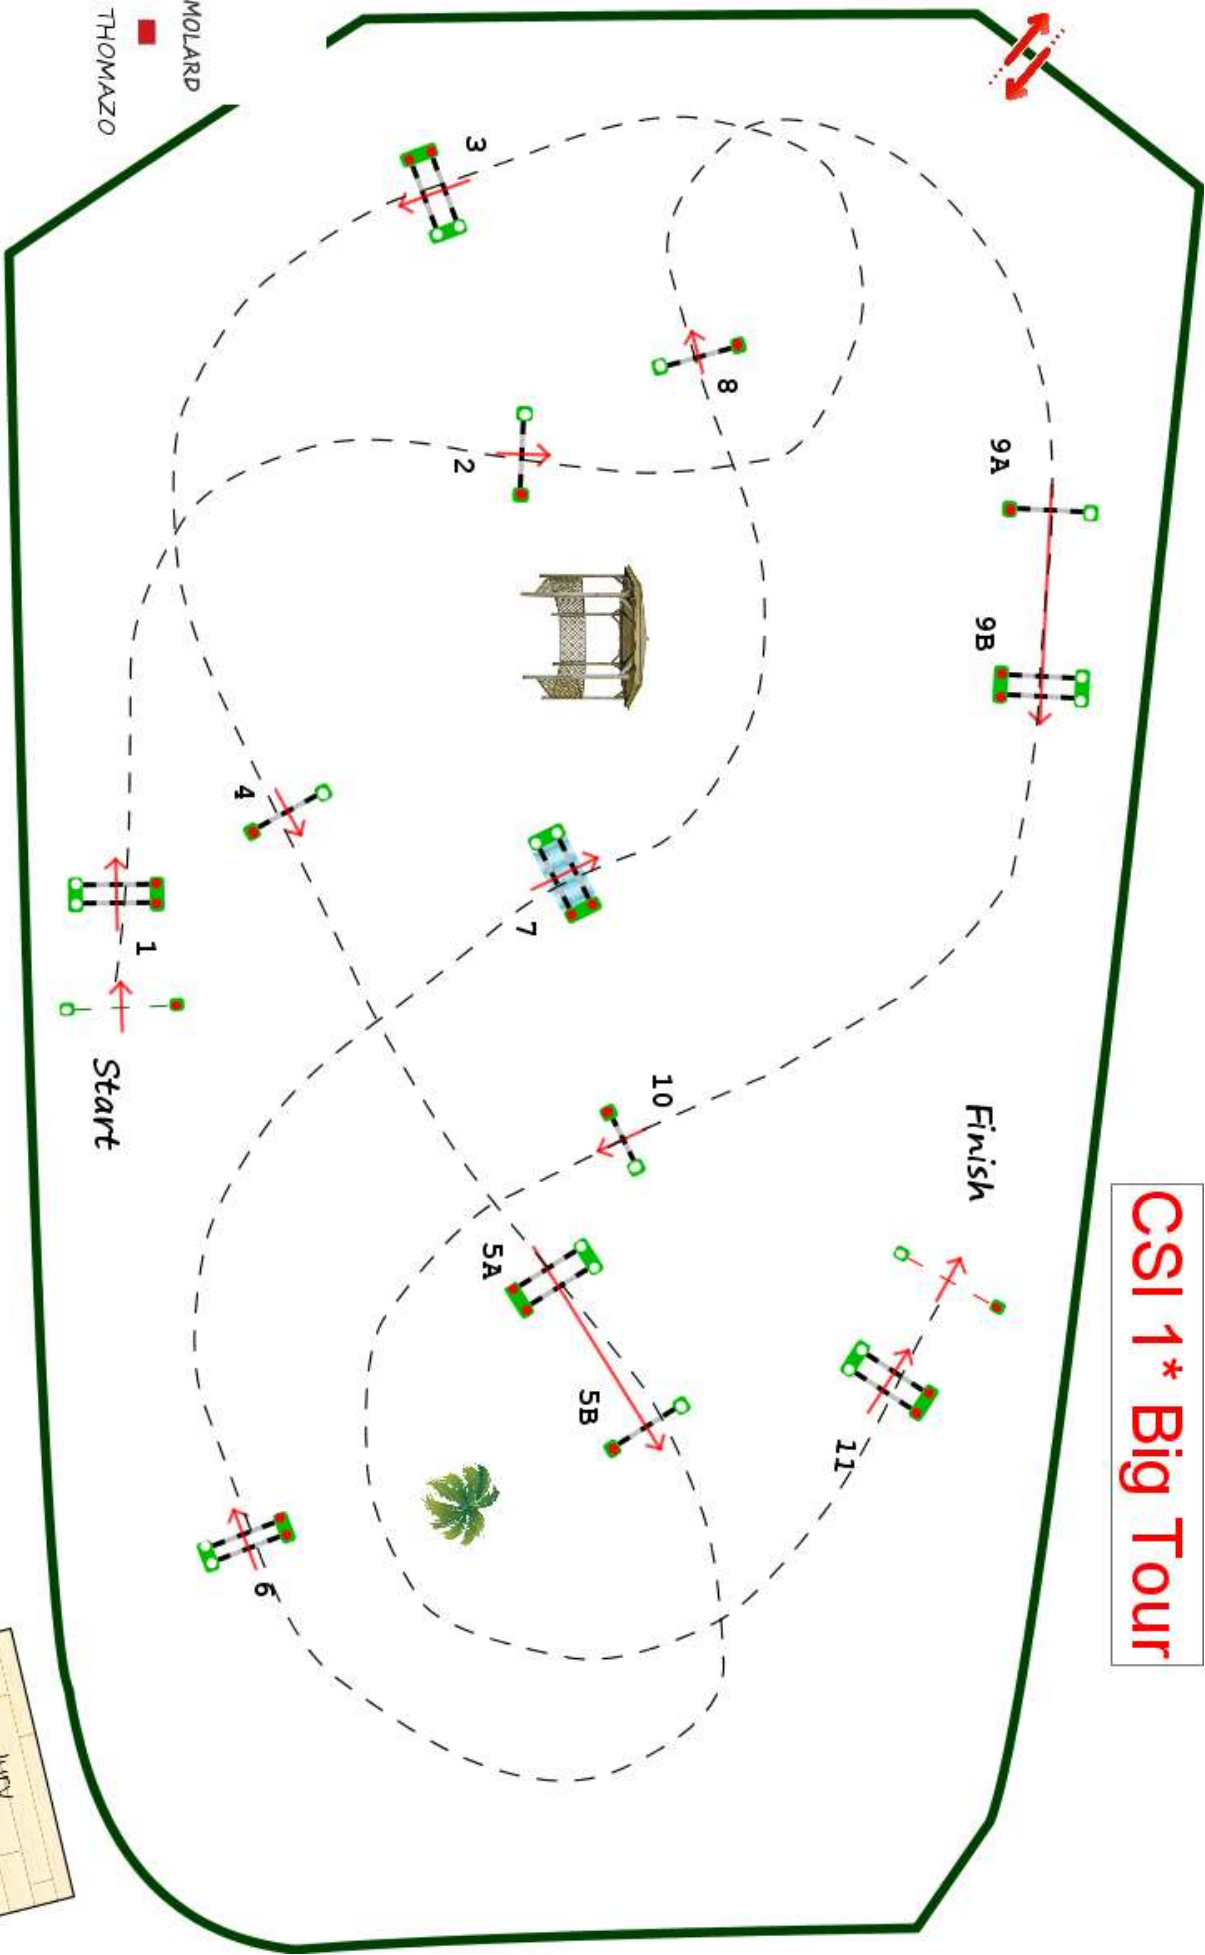 CSI 1* Big Tour
MOLARD
THOMAZO
Start
1
2
3
4
5A
5B
6
7
8
9A
9B
10
11
Finish
Jury